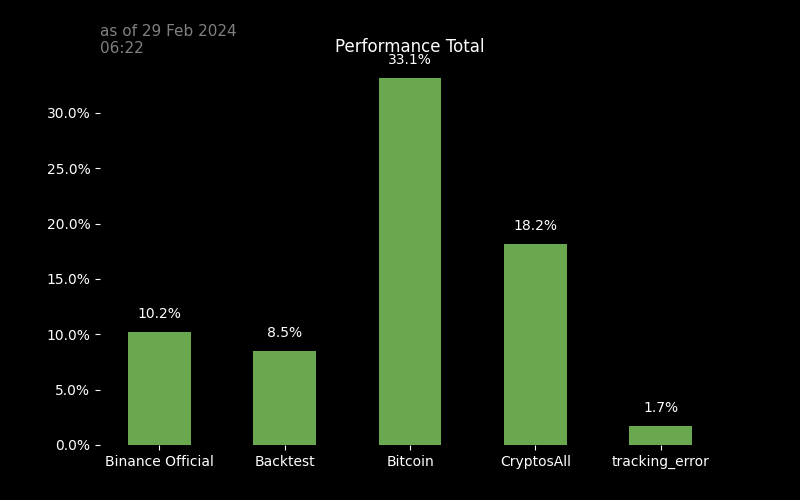 as of 29 Feb 2024
06:22
Performance Total
33.1%
30.0%
25.0%
20.0%
18.2%
15.0%
10.2%
10.0%
8.5%
5.0%
1.7%
0.0%
Binance Official
Backtest
Bitcoin
CryptosAll
tracking_error